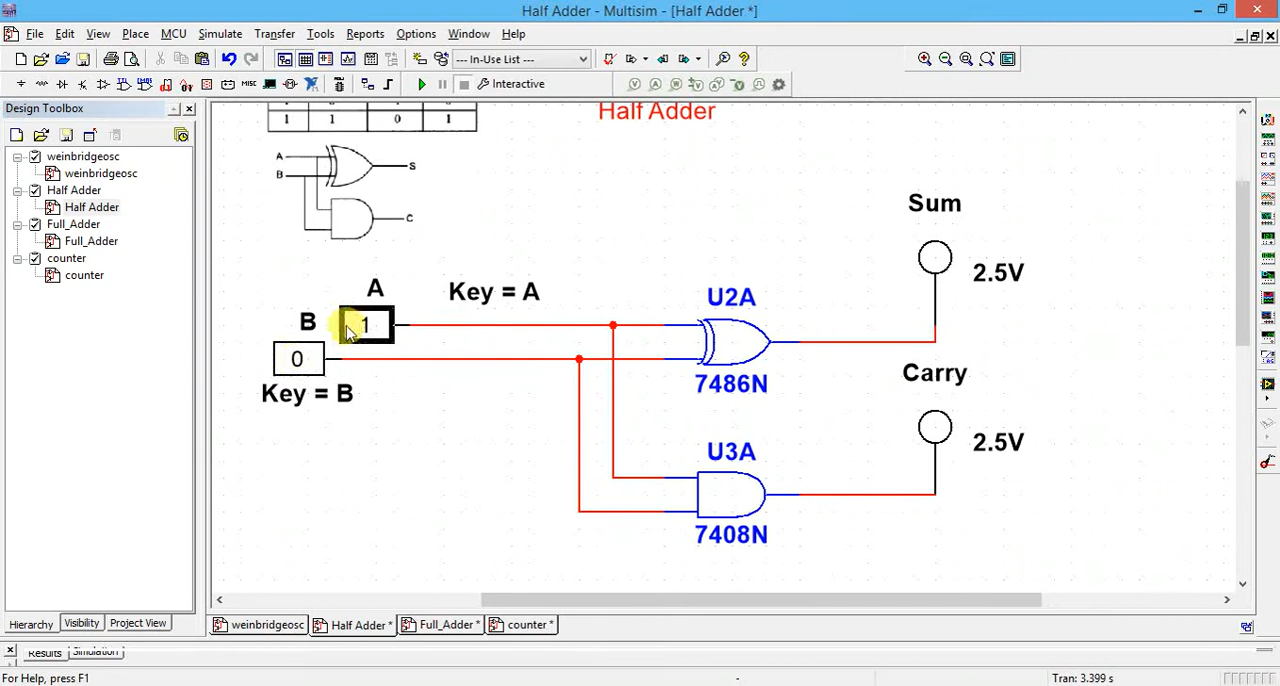 Half Adder - Multisim - [Half Adder *]
File Edit View Place MCU Simulate Transfer Tools Reports Options Window Help
--- In-Use List ---
MISC Interactive
Design Toolbox
weinbridgeosc
weinbridgeosc
Half Adder
Half Adder
Full_Adder
Full_Adder
counter
counter
Half Adder
1 1 0 1
A
B
S
C
Sum
2.5V
A
Key = A
B
1
0
Key = B
U2A
7486N
Carry
2.5V
U3A
7408N
Hierarchy Visibility Project View
weinbridgeosc Half Adder * Full_Adder * counter *
Results Simulation
For Help, press F1
-
Tran: 3.399 s